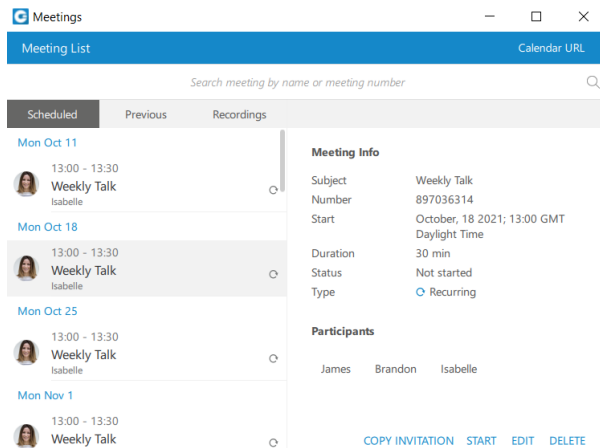 Meetings
Meeting List
Calendar URL
Search meeting by name or meeting number
Scheduled
Previous
Recordings
Mon Oct 11
13:00 - 13:30
Weekly Talk
Isabelle
Mon Oct 18
13:00 - 13:30
Weekly Talk
Isabelle
Mon Oct 25
13:00 - 13:30
Weekly Talk
Isabelle
Mon Nov 1
13:00 - 13:30
Weekly Talk
Meeting Info
Subject Weekly Talk
Number 897036314
Start October, 18 2021; 13:00 GMT
Daylight Time
Duration 30 min
Status Not started
Type Recurring
Participants
James Brandon Isabelle
COPY INVITATION START EDIT DELETE